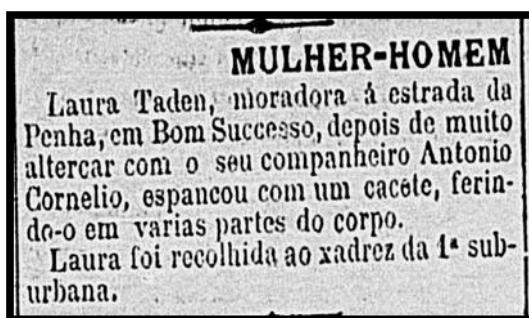 MULHER-HOMEM
Laura Taden, moradora á estrada da
Penha, em Bom Successo, depois de muito
altercar com o seu companheiro Antonio
Cornelio, espancou com um cacete, ferin-
do-o em varias partes do corpo.
Laura foi recolhida ao xadrez da 1ª sub-
urbana.